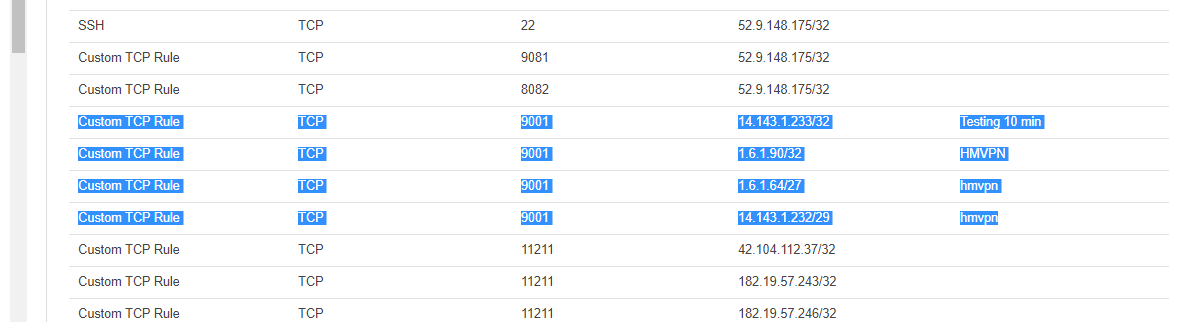 SSH TCP 22 52.9.148.175/32
Custom TCP Rule TCP 9081 52.9.148.175/32
Custom TCP Rule TCP 8082 52.9.148.175/32
Custom TCP Rule TCP 9001 14.143.1.233/32 Testing 10 min
Custom TCP Rule TCP 9001 1.6.1.90/32 HMVPN
Custom TCP Rule TCP 9001 1.6.1.64/27 hmvpn
Custom TCP Rule TCP 9001 14.143.1.232/29 hmvpn
Custom TCP Rule TCP 11211 42.104.112.37/32
Custom TCP Rule TCP 11211 182.19.57.243/32
Custom TCP Rule TCP 11211 182.19.57.246/32